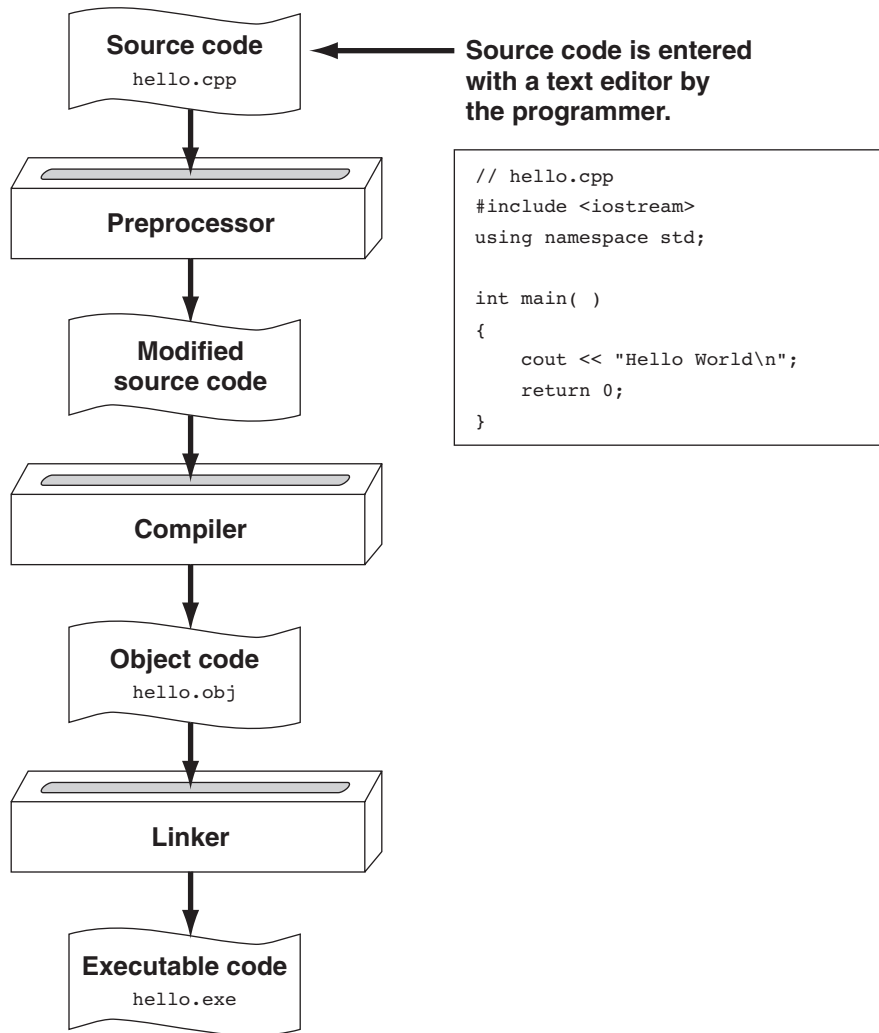 Source code
hello.cpp
Source code is entered
with a text editor by
the programmer.
// hello.cpp
#include <iostream>
using namespace std;
int main( )
{
    cout << "Hello World\n";
    return 0;
}
Preprocessor
Modified
source code
Compiler
Object code
hello.obj
Linker
Executable code
hello.exe